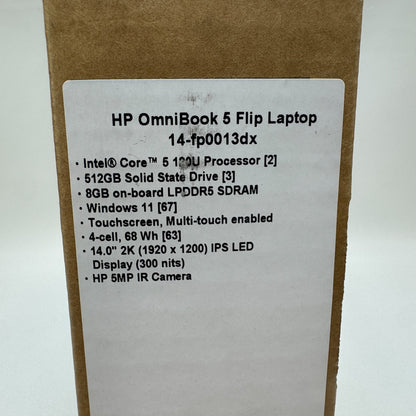 HP OmniBook 5 Flip Laptop
14-fp0013dx
· Intel® Core™ 5 120U Processor [2]
· 512GB Solid State Drive [3]
· 8GB on-board LPDDR5 SDRAM
· Windows 11 [67]
· Touchscreen, Multi-touch enabled
· 4-cell, 68 Wh [63]
· 14.0" 2K (1920 x 1200) IPS LED
Display (300 nits)
· HP 5MP IR Camera